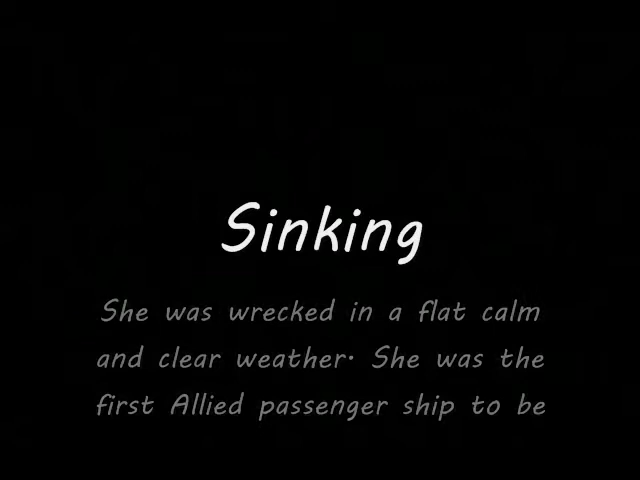 Sinking
She was wrecked in a flat calm
and clear weather. She was the
first Allied passenger ship to be